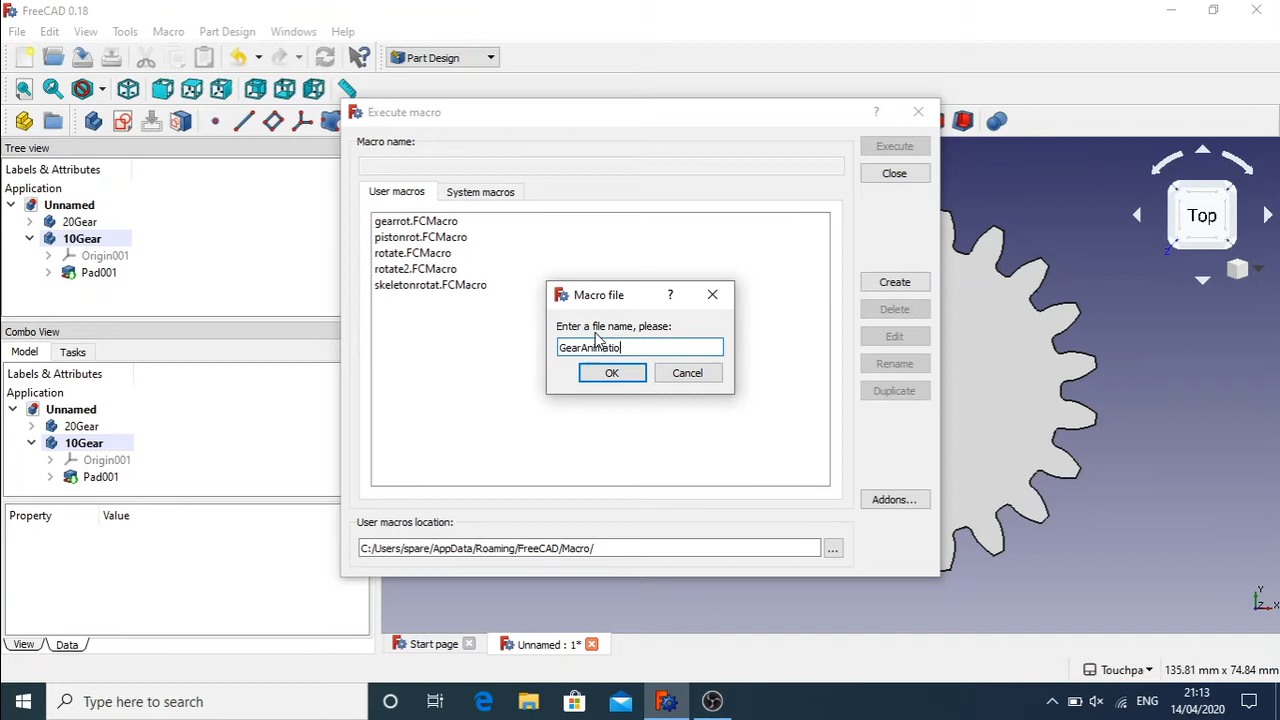 FreeCAD 0.18
File Edit View Tools Macro Part Design Windows Help
Part Design
Execute macro
Macro name:
User macros System macros
gearrot.FCMacro
pistonrot.FCMacro
rotate.FCMacro
rotate2.FCMacro
skeletonrotat.FCMacro
Execute
Close
Create
Delete
Edit
Rename
Duplicate
Addons...
User macros location:
C:/Users/spare/AppData/Roaming/FreeCAD/Macro/
...
Macro file
Enter a file name, please:
GearAnimatio
OK Cancel
Tree view
Labels & Attributes
Application
Unnamed
20Gear
10Gear
Origin001
Pad001
Combo View
Model Tasks
Labels & Attributes
Application
Unnamed
20Gear
10Gear
Origin001
Pad001
Property Value
View Data
Top
Z
Y
Z X
Start page Unnamed : 1*
Touchpa 135.81 mm x 74.84 mm
Type here to search
ENG
21:13
14/04/2020